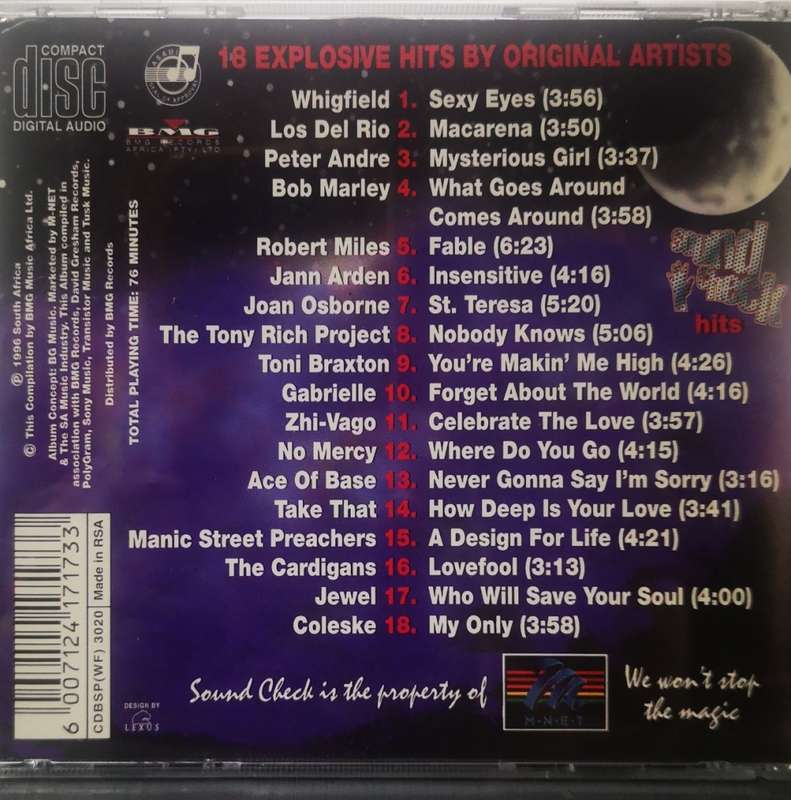 COMPACT
disc
DIGITAL AUDIO
BMG
BMG RECORDS
AFRICA (PTY) LTD
18 EXPLOSIVE HITS BY ORIGINAL ARTISTS
Whigfield 1. Sexy Eyes (3:56)
Los Del Rio 2. Macarena (3:50)
Peter Andre 3. Mysterious Girl (3:37)
Bob Marley 4. What Goes Around
Comes Around (3:58)
Robert Miles 5. Fable (6:23)
Jann Arden 6. Insensitive (4:16)
Joan Osborne 7. St. Teresa (5:20)
The Tony Rich Project 8. Nobody Knows (5:06)
Toni Braxton 9. You're Makin' Me High (4:26)
Gabrielle 10. Forget About The World (4:16)
Zhi-Vago 11. Celebrate The Love (3:57)
No Mercy 12. Where Do You Go (4:15)
Ace Of Base 13. Never Gonna Say I'm Sorry (3:16)
Take That 14. How Deep Is Your Love (3:41)
Manic Street Preachers 15. A Design For Life (4:21)
The Cardigans 16. Lovefool (3:13)
Jewel 17. Who Will Save Your Soul (4:00)
Coleske 18. My Only (3:58)
sound
check
hits
℗ 1996 South Africa
© This Compilation by BMG Music Africa Ltd.
Album Concept: BG Music. Marketed by M-NET
& The SA Music Industry. This Album compiled in
association with BMG Records, David Gresham Records,
PolyGram, Sony Music, Transistor Music and Tusk Music.
Distributed by BMG Records
TOTAL PLAYING TIME: 76 MINUTES
6 007124 171733
CDBSP(WF) 3020 Made in RSA
DESIGN BY
LEXUS
Sound Check is the property of
M·N·E·T
We won't stop
the magic